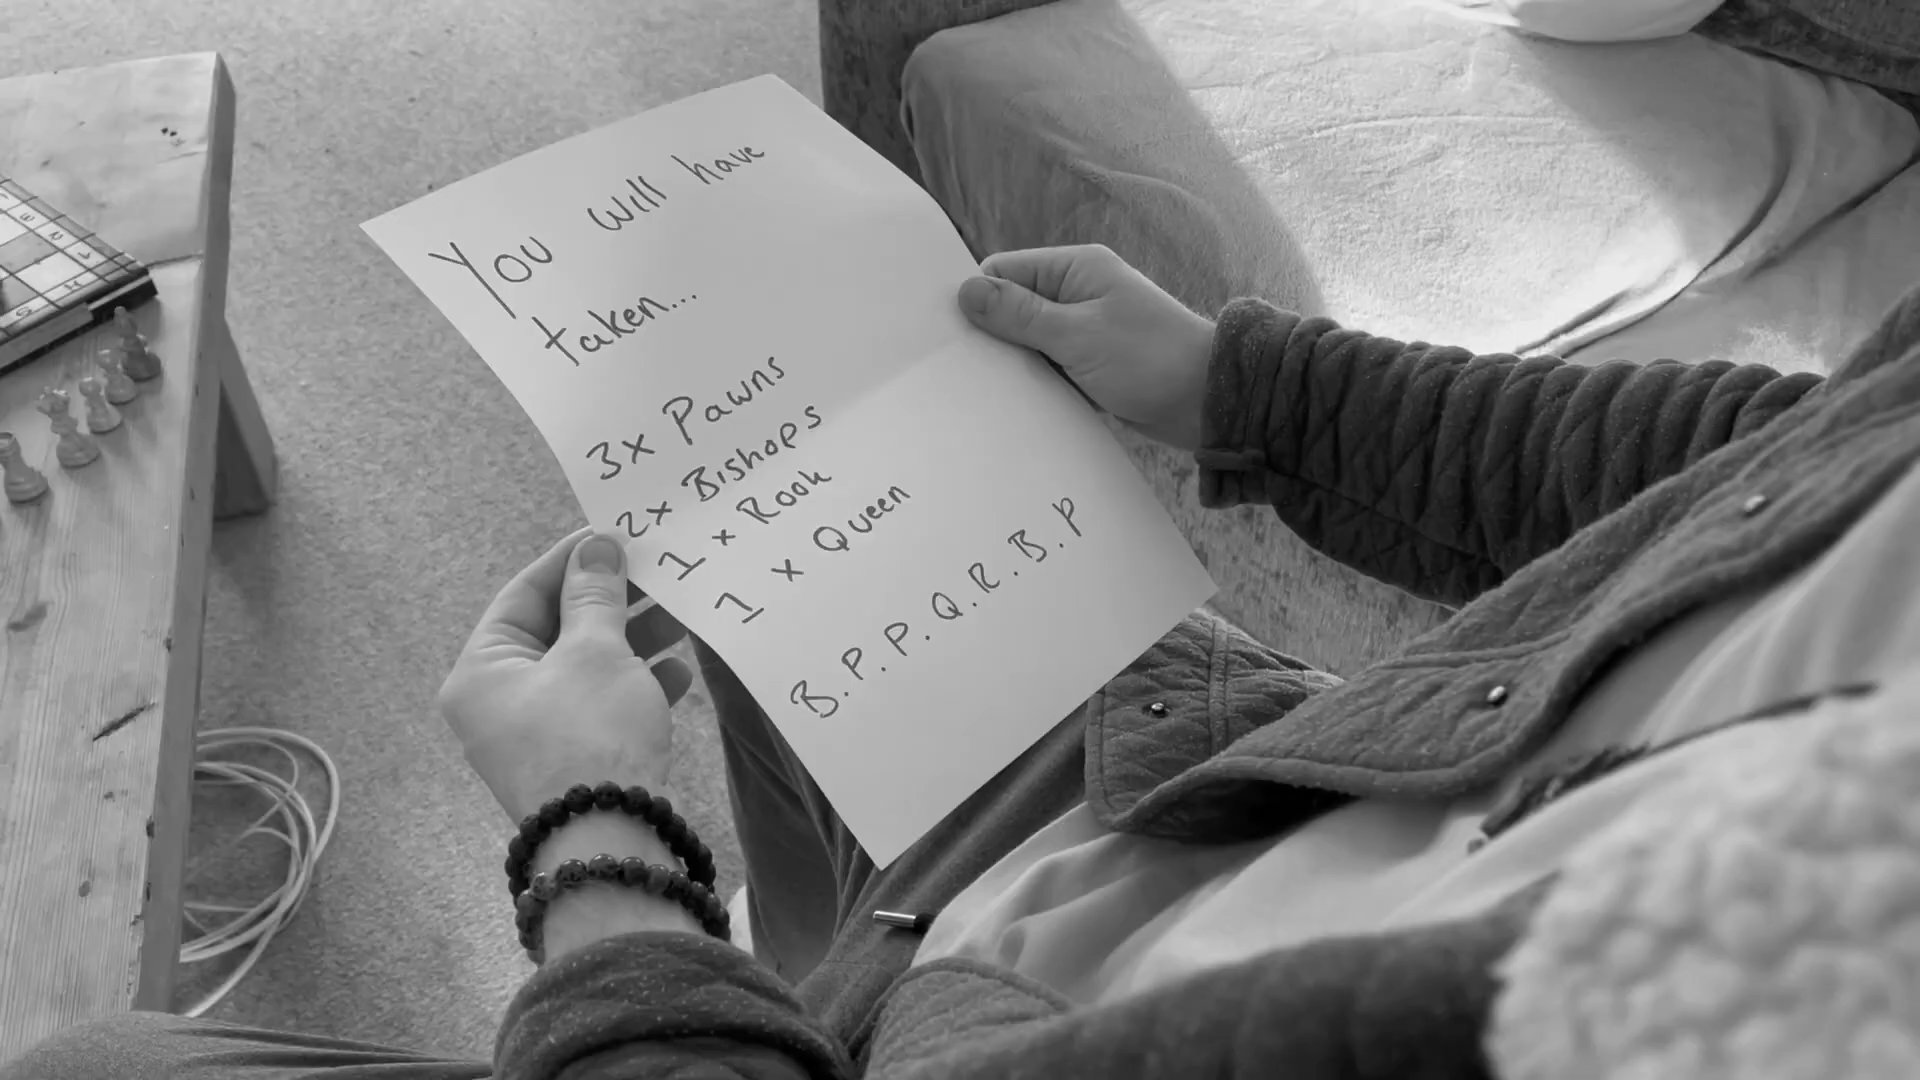 You will have
taken...
3x Pawns
2x Bishops
1 x Rook
1 x Queen
B.P.P.Q.R.B.P